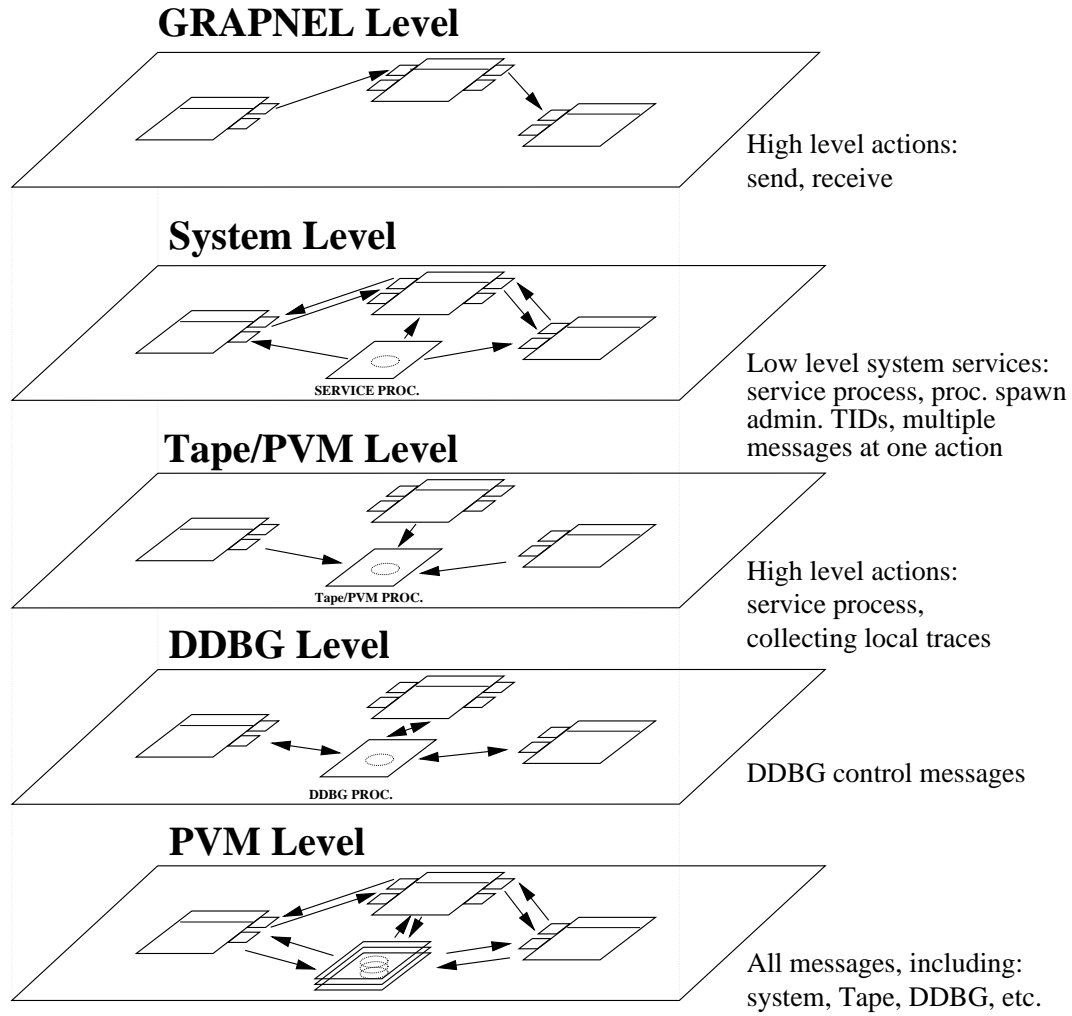 GRAPNEL Level
High level actions:
send, receive
System Level
SERVICE PROC.
Low level system services:
service process, proc. spawn
admin. TIDs, multiple
messages at one action
Tape/PVM Level
Tape/PVM PROC.
High level actions:
service process,
collecting local traces
DDBG Level
DDBG PROC.
DDBG control messages
PVM Level
All messages, including:
system, Tape, DDBG, etc.